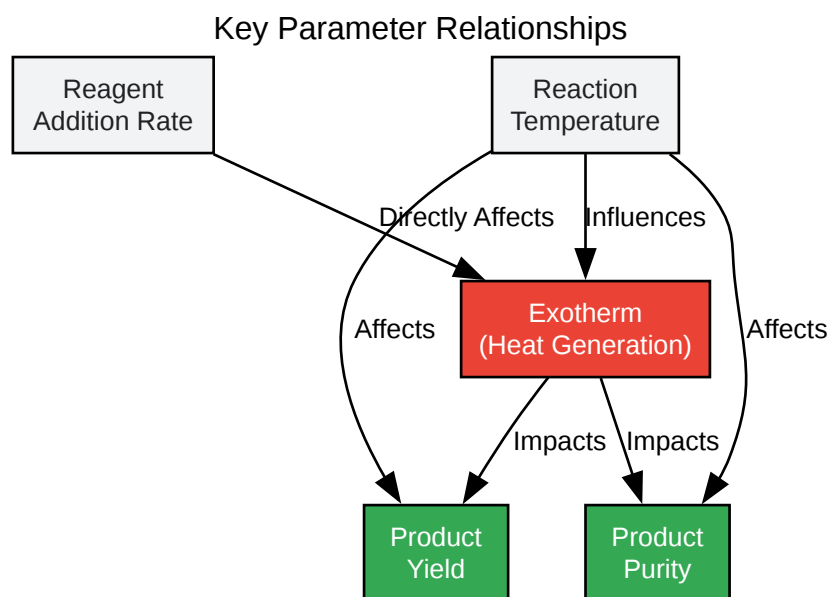 Key Parameter Relationships
Reagent
Addition Rate
Reaction
Temperature
Directly Affects
Influences
Exotherm
(Heat Generation)
Affects
Affects
Impacts
Impacts
Product
Yield
Product
Purity